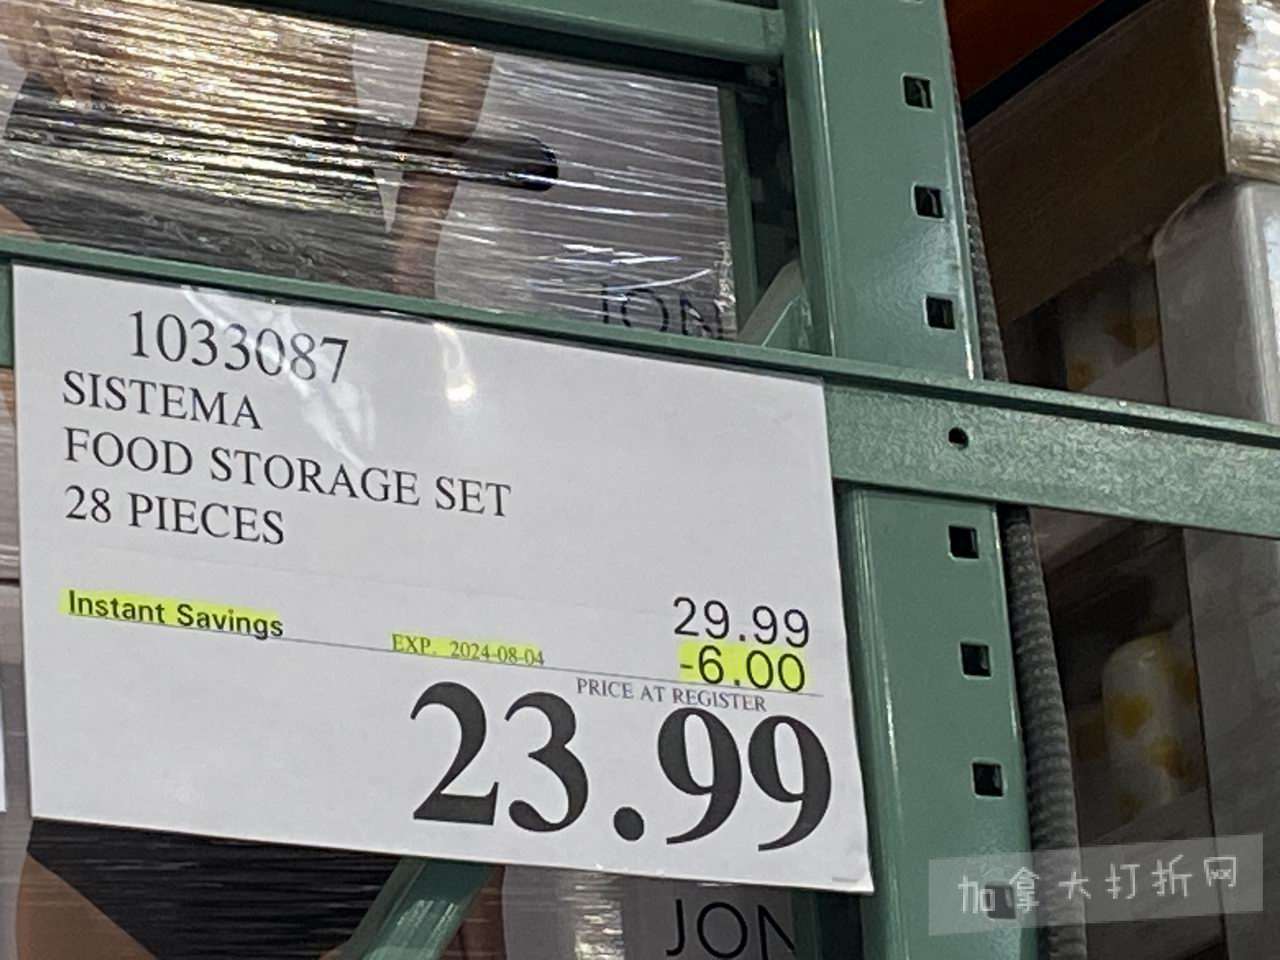 JON
1033087
SISTEMA
FOOD STORAGE SET
28 PIECES
29.99
Instant Savings EXP. 2024-08-04 -6.00
PRICE AT REGISTER
23.99
JON
加拿大打折网